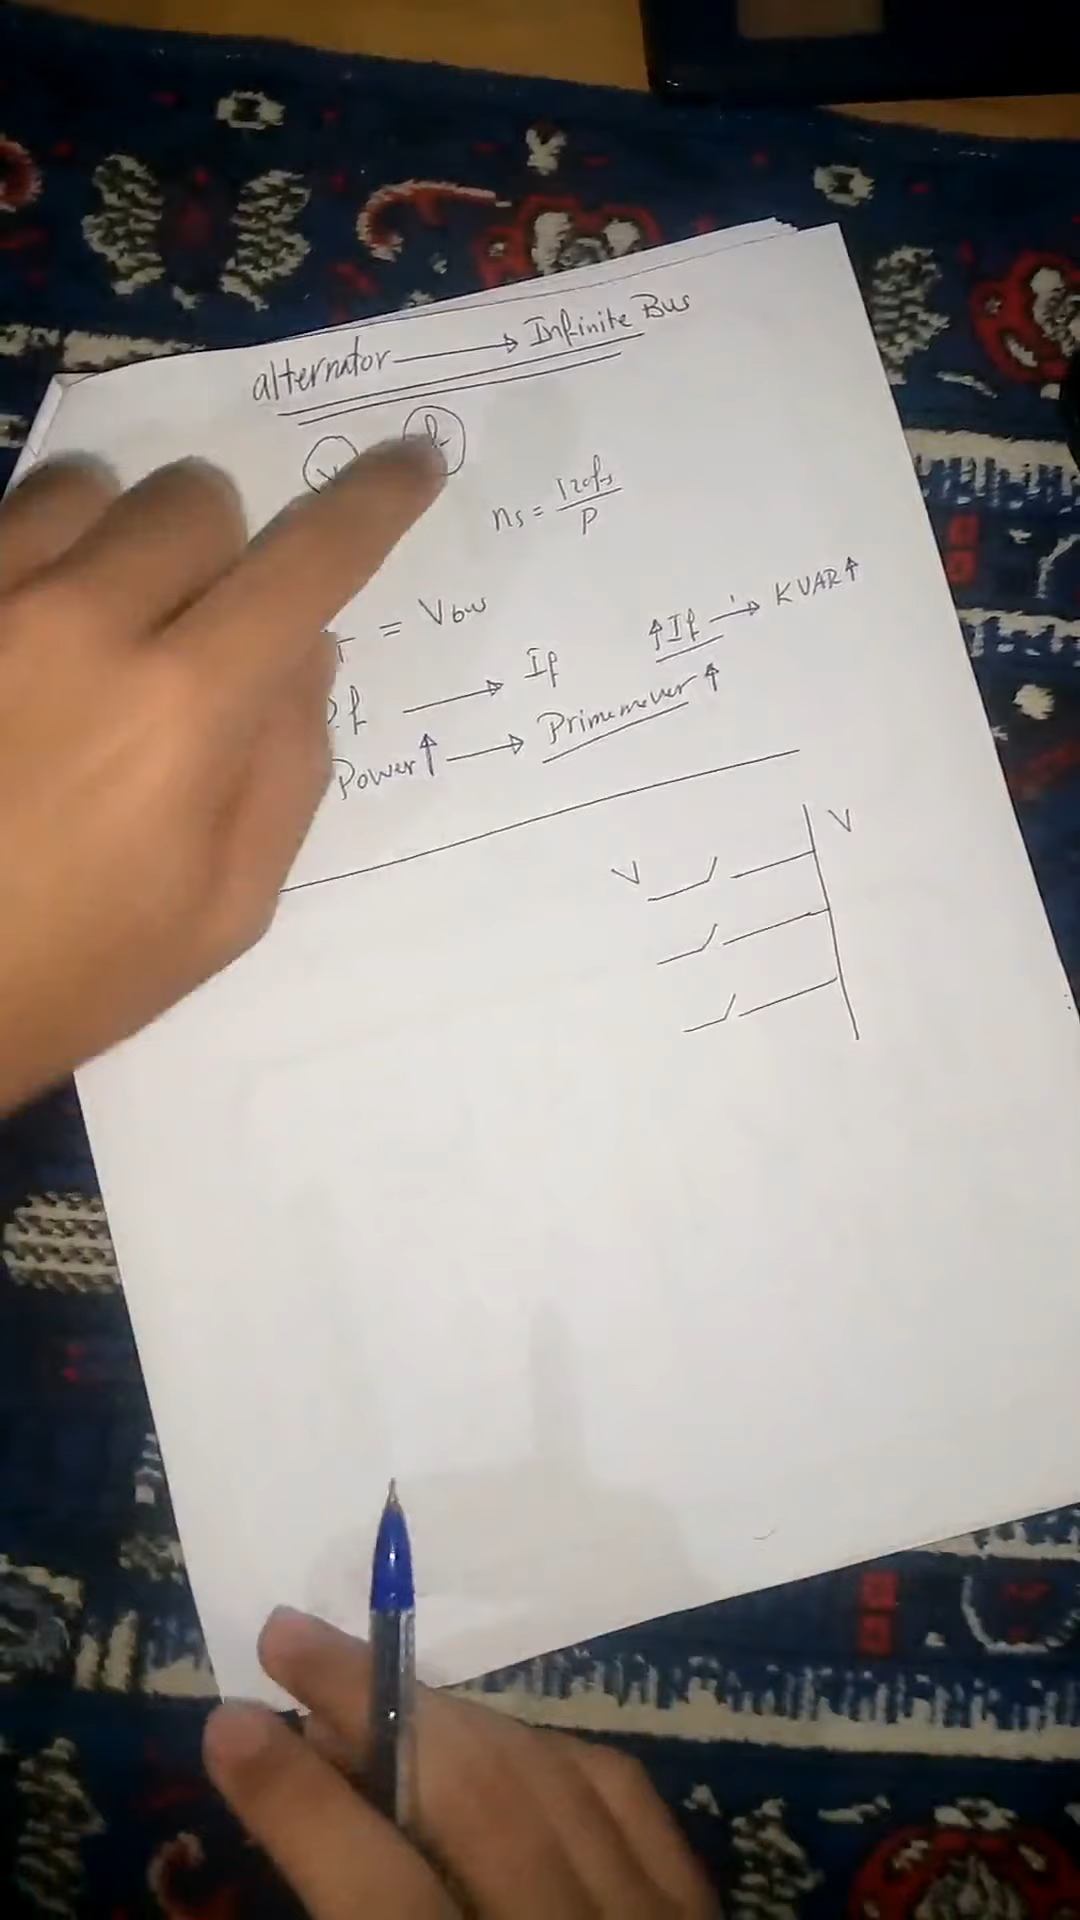 alternator → Infinite Bus
V f
ns = 120fs / P
T = Vbus
↑If → KVAR↑
P.f → If
Power↑ → Primemover↑
V V